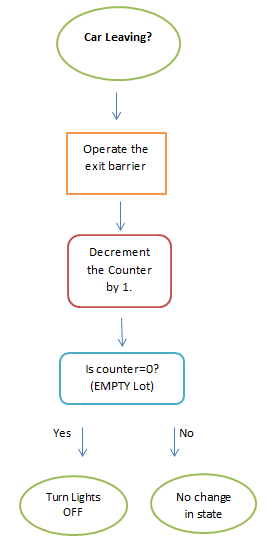 Car Leaving?
Operate the
exit barrier
Decrement
the Counter
by 1.
Is counter=0?
(EMPTY Lot)
Yes
No
Turn Lights
OFF
No change
in state